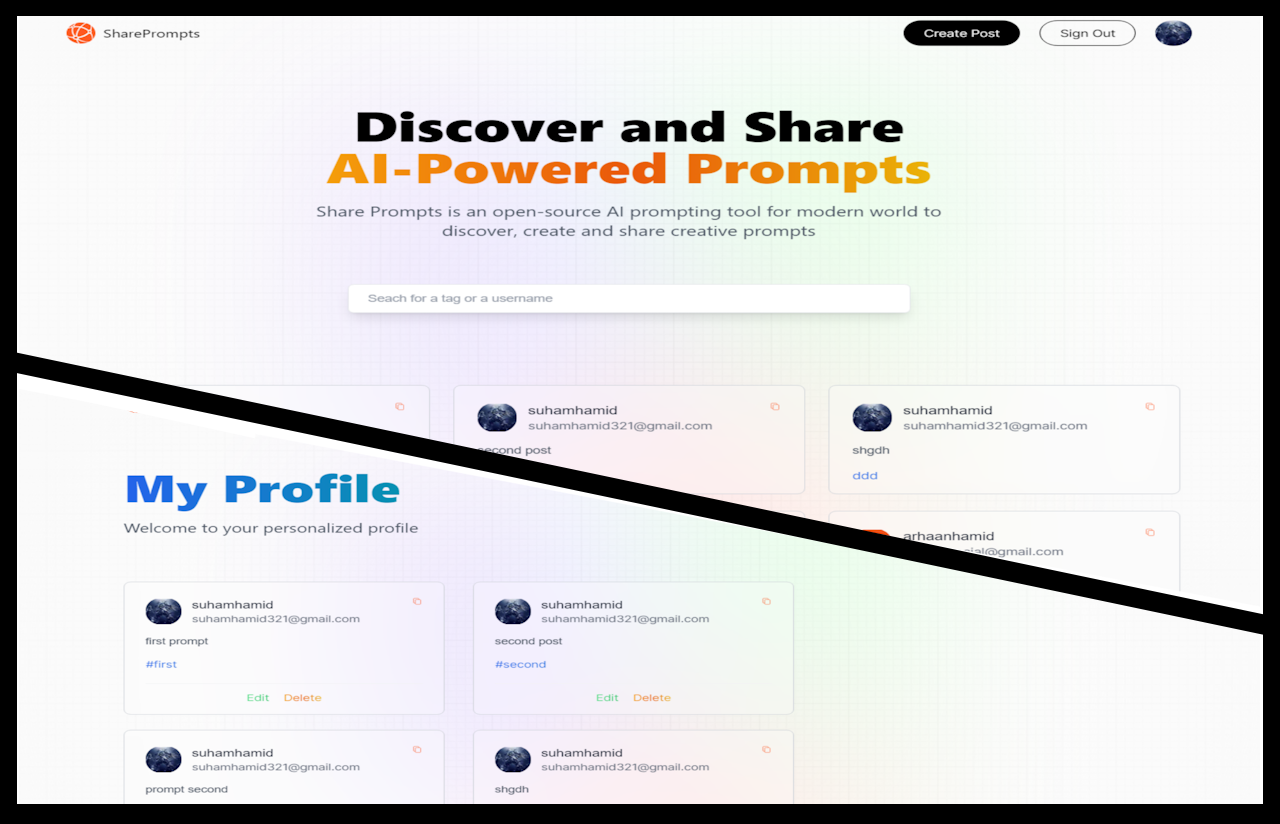 SharePrompts
Create Post
Sign Out
Discover and Share
AI-Powered Prompts
Share Prompts is an open-source AI prompting tool for modern world to
discover, create and share creative prompts
Seach for a tag or a username
suhamhamid
suhamhamid321@gmail.com
second post
suhamhamid
suhamhamid321@gmail.com
shgdh
ddd
arhaanhamid
@gmail.com
My Profile
Welcome to your personalized profile
suhamhamid
suhamhamid321@gmail.com
first prompt
#first
Edit Delete
suhamhamid
suhamhamid321@gmail.com
second post
#second
Edit Delete
suhamhamid
suhamhamid321@gmail.com
prompt second
suhamhamid
suhamhamid321@gmail.com
shgdh